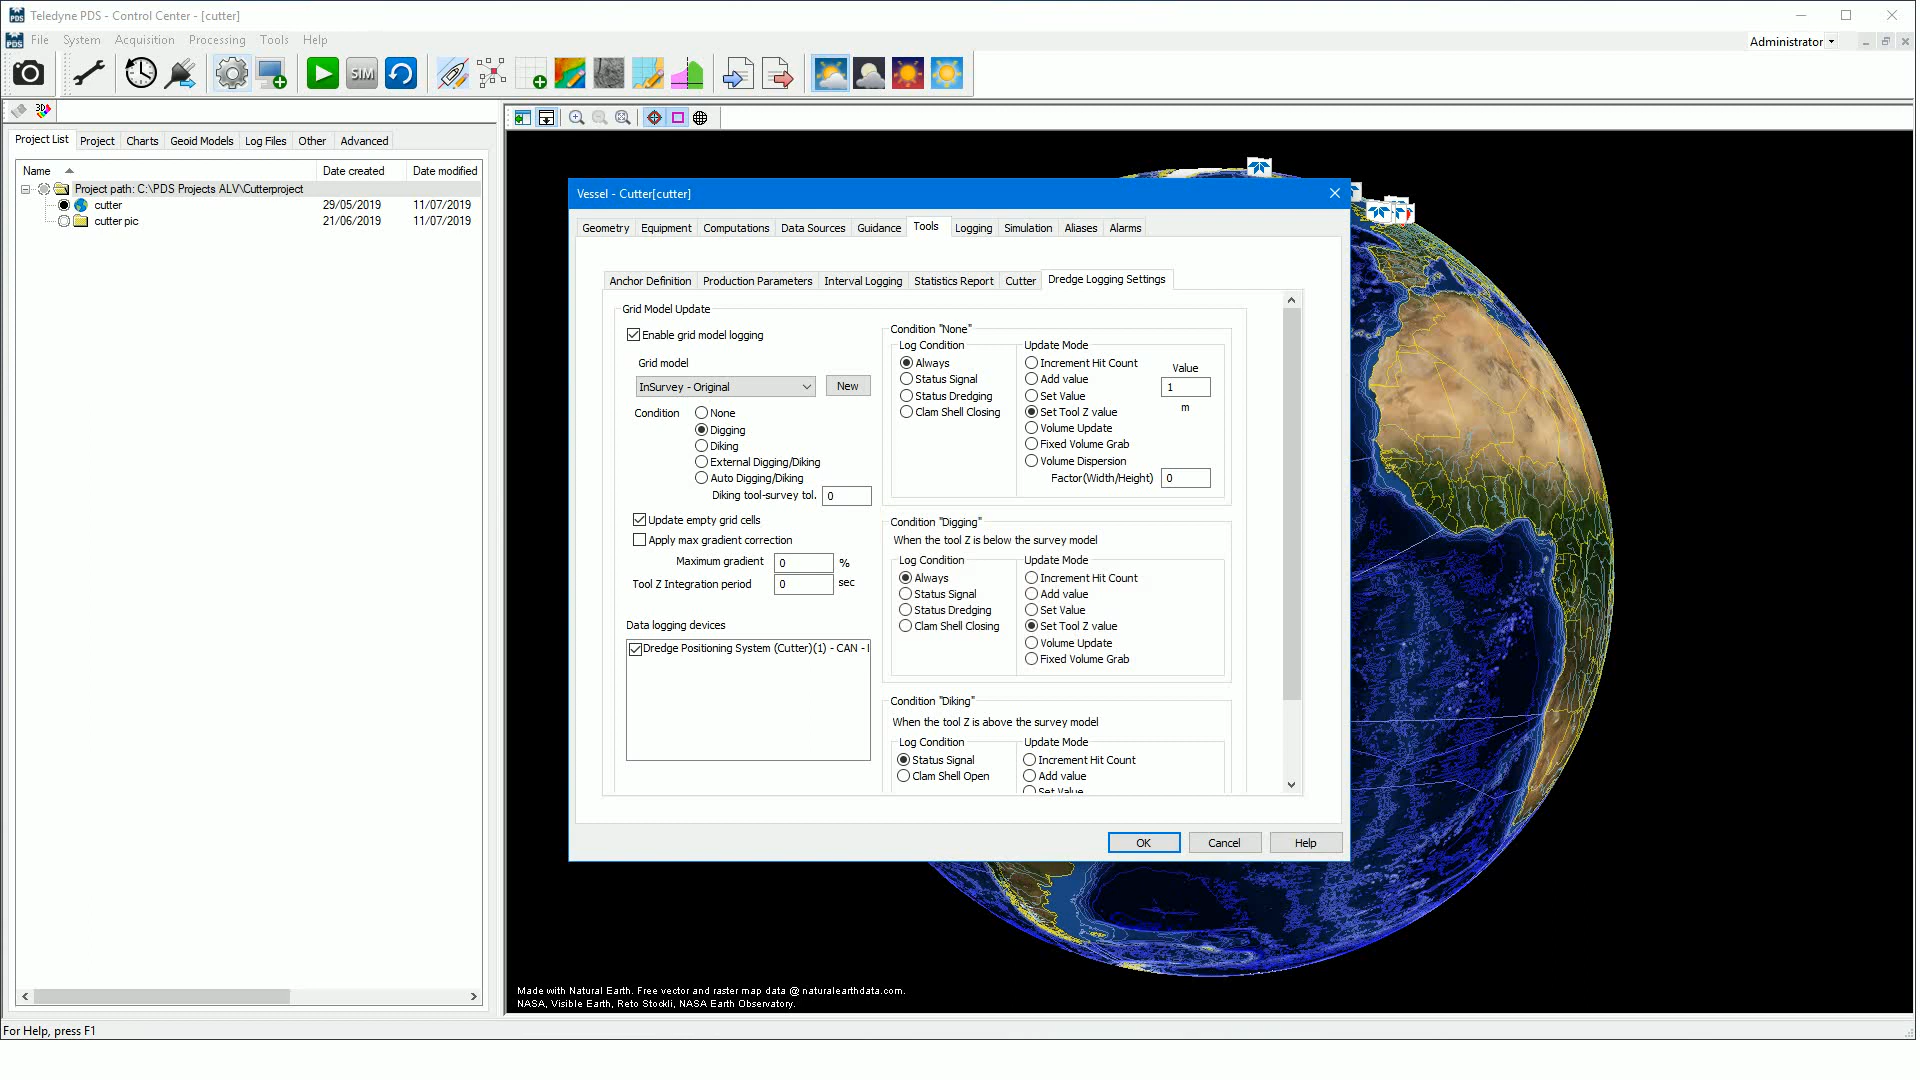 Teledyne PDS - Control Center - [cutter]
PDS File System Acquisition Processing Tools Help Administrator
SIM
3D
Project List Project Charts Geoid Models Log Files Other Advanced
Name Date created Date modified
Project path: C:\PDS Projects ALV\Cutterproject
cutter 29/05/2019 11/07/2019
cutter pic 21/06/2019 11/07/2019
Vessel - Cutter[cutter]
Geometry Equipment Computations Data Sources Guidance Tools Logging Simulation Aliases Alarms
Anchor Definition Production Parameters Interval Logging Statistics Report Cutter Dredge Logging Settings
Grid Model Update
Enable grid model logging
Grid model
InSurvey - Original New
Condition None
Digging
Diking
External Digging/Diking
Auto Digging/Diking
Diking tool-survey tol. 0
Update empty grid cells
Apply max gradient correction
Maximum gradient 0 %
Tool Z Integration period 0 sec
Data logging devices
Dredge Positioning System (Cutter)(1) - CAN - I
Condition "None"
Log Condition
Always
Status Signal
Status Dredging
Clam Shell Closing
Update Mode
Increment Hit Count
Add value
Set Value
Set Tool Z value
Volume Update
Fixed Volume Grab
Volume Dispersion
Factor(Width/Height) 0
Value
1
m
Condition "Digging"
When the tool Z is below the survey model
Log Condition
Always
Status Signal
Status Dredging
Clam Shell Closing
Update Mode
Increment Hit Count
Add value
Set Value
Set Tool Z value
Volume Update
Fixed Volume Grab
Condition "Diking"
When the tool Z is above the survey model
Log Condition
Status Signal
Clam Shell Open
Update Mode
Increment Hit Count
Add value
Set Value
OK Cancel Help
Made with Natural Earth. Free vector and raster map data @ naturalearthdata.com.
NASA, Visible Earth, Reto Stockli, NASA Earth Observatory.
For Help, press F1